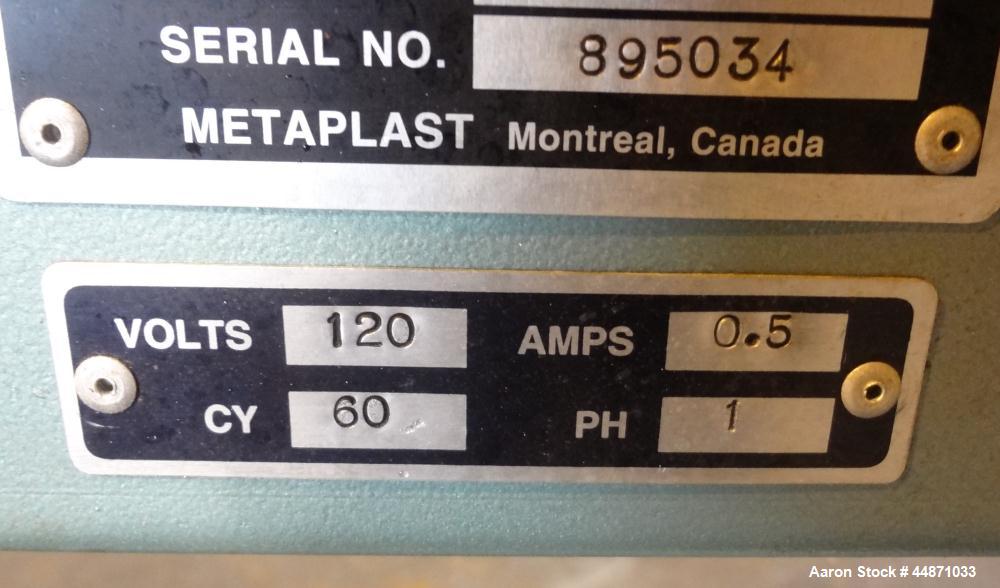 SERIAL NO. 895034
METAPLAST Montreal, Canada
VOLTS 120 AMPS 0.5
CY 60 PH 1
Aaron Stock # 44871033